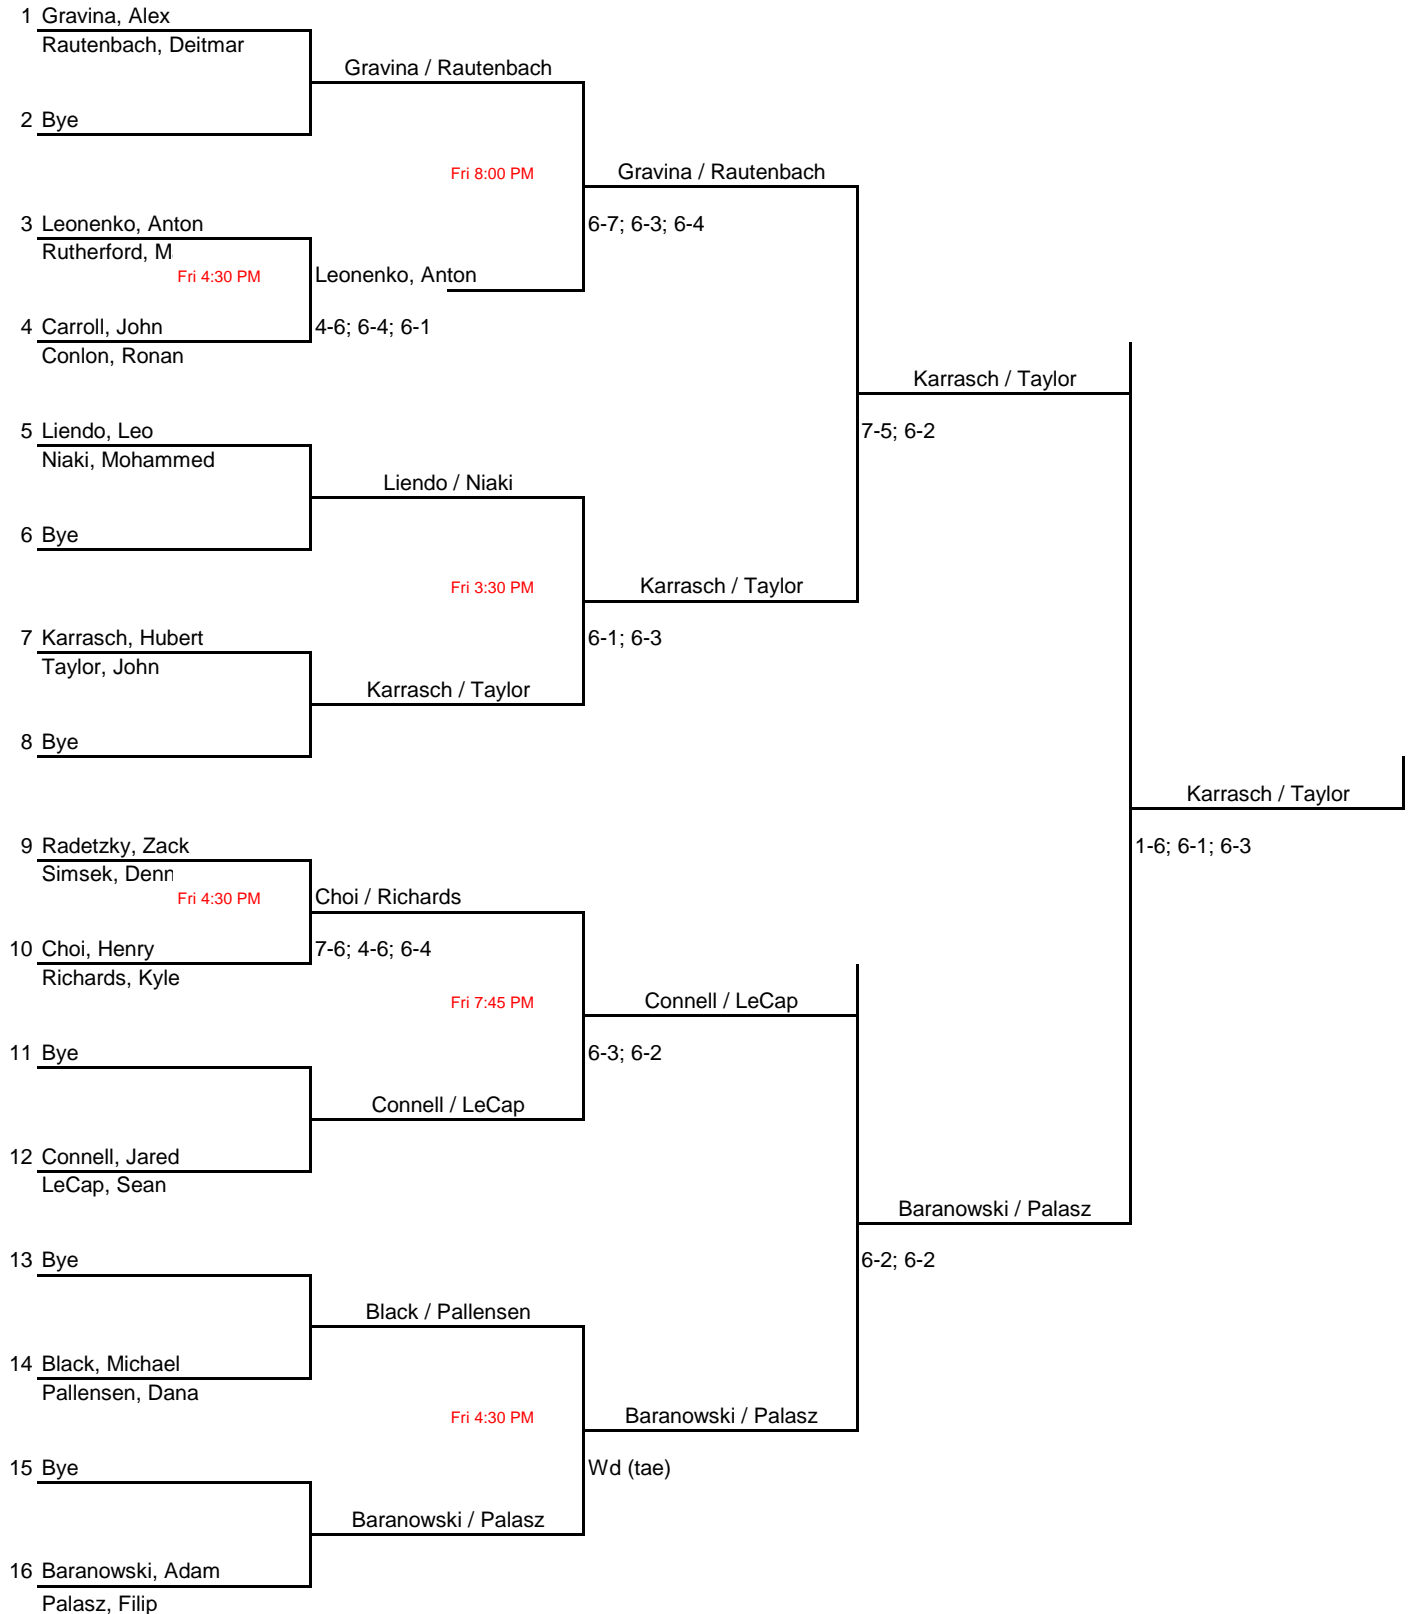 1 Gravina, Alex
Rautenbach, Deitmar
Gravina / Rautenbach
2 Bye
Fri 8:00 PM
Gravina / Rautenbach
3 Leonenko, Anton
6-7; 6-3; 6-4
Rutherford, M
Fri 4:30 PM
Leonenko, Anton
4 Carroll, John
4-6; 6-4; 6-1
Conlon, Ronan
Karrasch / Taylor
5 Liendo, Leo
7-5; 6-2
Niaki, Mohammed
Liendo / Niaki
6 Bye
Fri 3:30 PM
Karrasch / Taylor
7 Karrasch, Hubert
6-1; 6-3
Taylor, John
Karrasch / Taylor
8 Bye
Karrasch / Taylor
9 Radetzky, Zack
1-6; 6-1; 6-3
Simsek, Denn
Fri 4:30 PM
Choi / Richards
10 Choi, Henry
7-6; 4-6; 6-4
Richards, Kyle
Fri 7:45 PM
Connell / LeCap
11 Bye
6-3; 6-2
Connell / LeCap
12 Connell, Jared
LeCap, Sean
Baranowski / Palasz
13 Bye
6-2; 6-2
Black / Pallensen
14 Black, Michael
Pallensen, Dana
Fri 4:30 PM
Baranowski / Palasz
15 Bye
Wd (tae)
Baranowski / Palasz
16 Baranowski, Adam
Palasz, Filip